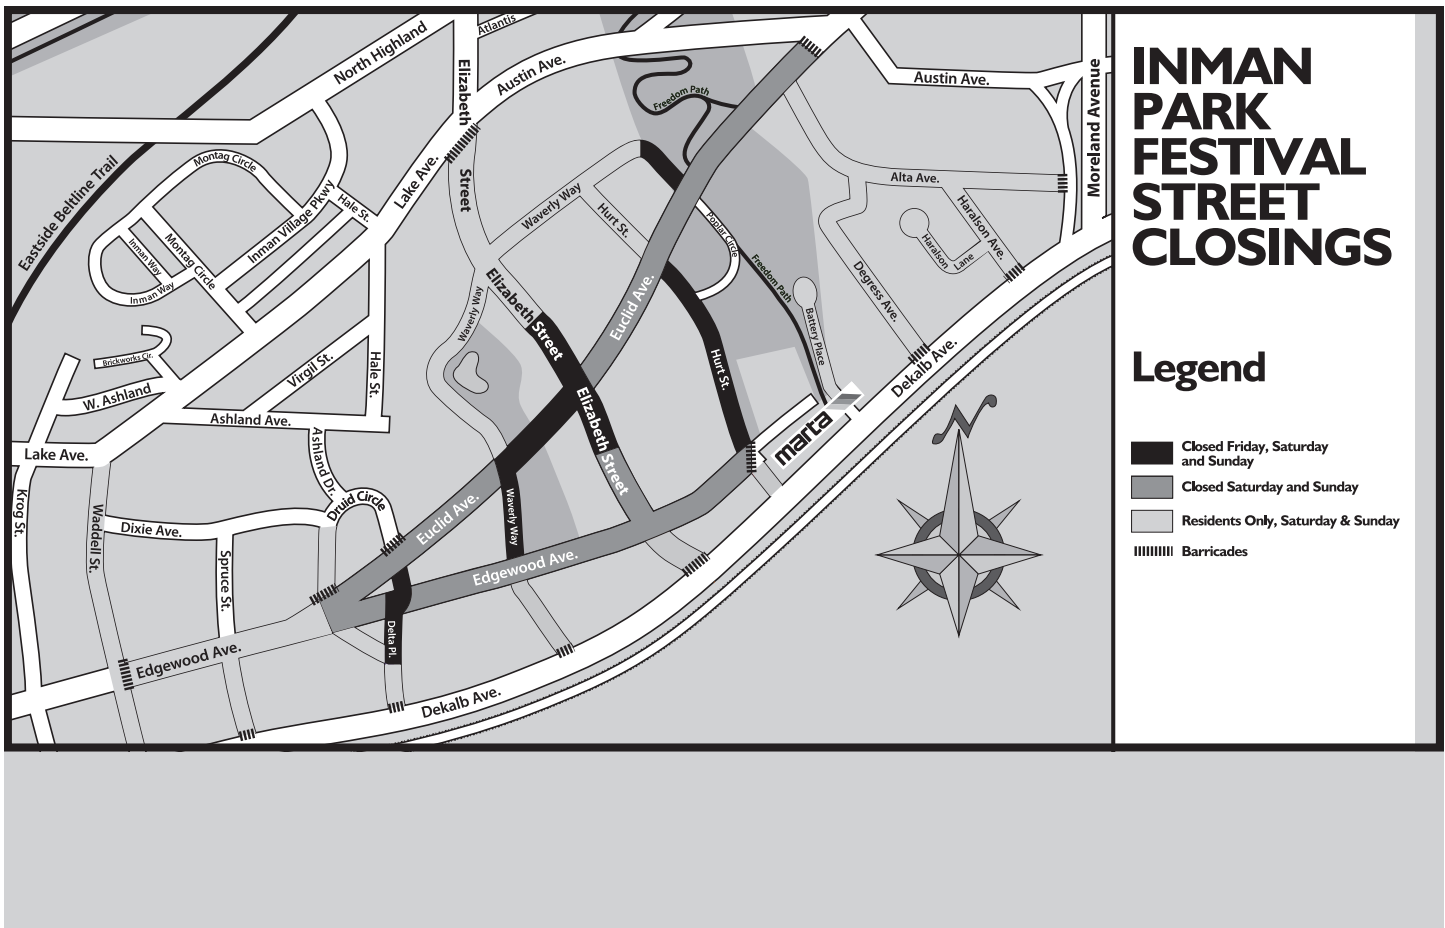 INMAN
PARK
FESTIVAL
STREET
CLOSINGS
Legend
Closed Friday, Saturday
and Sunday
Closed Saturday and Sunday
Residents Only, Saturday & Sunday
Barricades
N
North Highland
Elizabeth
Street
Atlantis
Austin Ave.
Austin Ave.
Moreland Avenue
Freedom Path
Eastside Beltline Trail
Montag Circle
Lake Ave.
Hale St.
Inman Village Pkwy
Montag Circle
Inman Way
Inman Way
Waverly Way
Hurt St.
Poplar Circle
Alta Ave.
Haralson Ave.
Haralson
Lane
Freedom Path
Degress Ave.
Battery Place
Elizabeth Street
Euclid Ave.
Waverly Way
Brickworks Cir.
Virgil St.
Hale St.
Hurt St.
Dekalb Ave.
W. Ashland
Ashland Ave.
Elizabeth Street
marta
Lake Ave.
Ashland Dr.
Druid Circle
Krog St.
Waddell St.
Dixie Ave.
Spruce St.
Euclid Ave.
Waverly Way
Edgewood Ave.
Delta Pl.
Edgewood Ave.
Dekalb Ave.